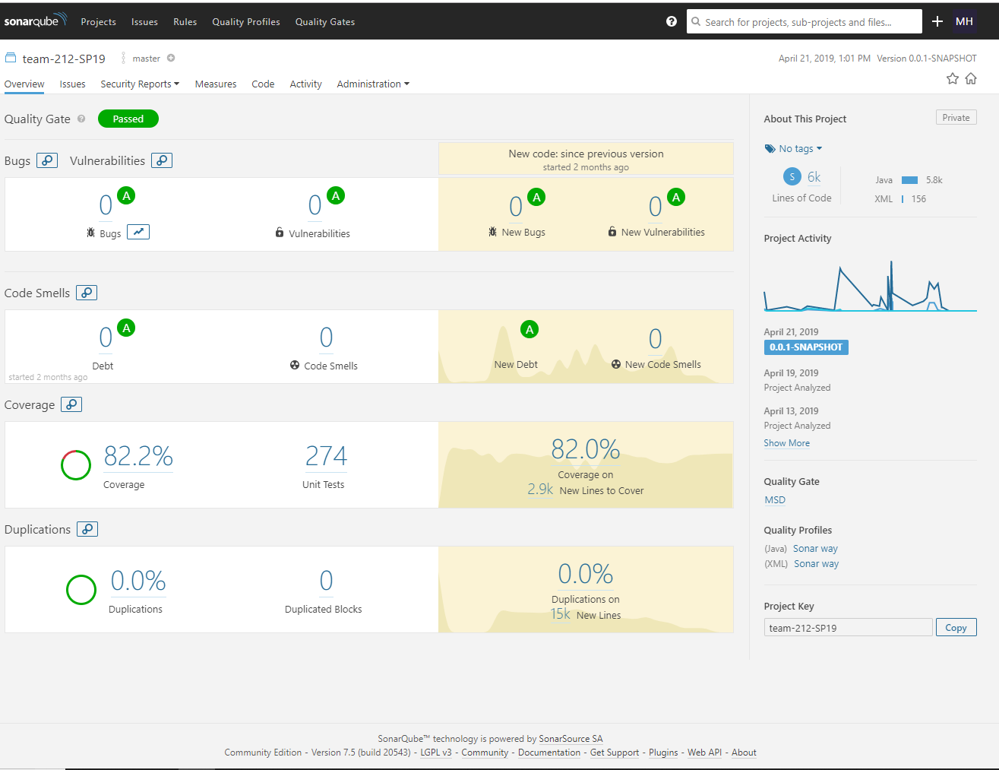 sonarqube Projects Issues Rules Quality Profiles Quality Gates ? Search for projects, sub-projects and files... + MH
team-212-SP19 master April 21, 2019, 1:01 PM Version 0.0.1-SNAPSHOT
Overview Issues Security Reports Measures Code Activity Administration
Quality Gate ? Passed
Bugs Vulnerabilities
New code: since previous version
started 2 months ago
0 A 0 A 0 A 0 A
Bugs Vulnerabilities New Bugs New Vulnerabilities
Code Smells
0 A 0 A 0
Debt Code Smells New Debt New Code Smells
started 2 months ago
Coverage
82.2% 274 82.0%
Coverage Unit Tests Coverage on
2.9k New Lines to Cover
Duplications
0.0% 0 0.0%
Duplications Duplicated Blocks Duplications on
15k New Lines
About This Project Private
No tags
S 6k Java 5.8k
Lines of Code XML 156
Project Activity
April 21, 2019
0.0.1-SNAPSHOT
April 19, 2019
Project Analyzed
April 13, 2019
Project Analyzed
Show More
Quality Gate
MSD
Quality Profiles
(Java) Sonar way
(XML) Sonar way
Project Key
team-212-SP19 Copy
SonarQube™ technology is powered by SonarSource SA
Community Edition - Version 7.5 (build 20543) - LGPL v3 - Community - Documentation - Get Support - Plugins - Web API - About